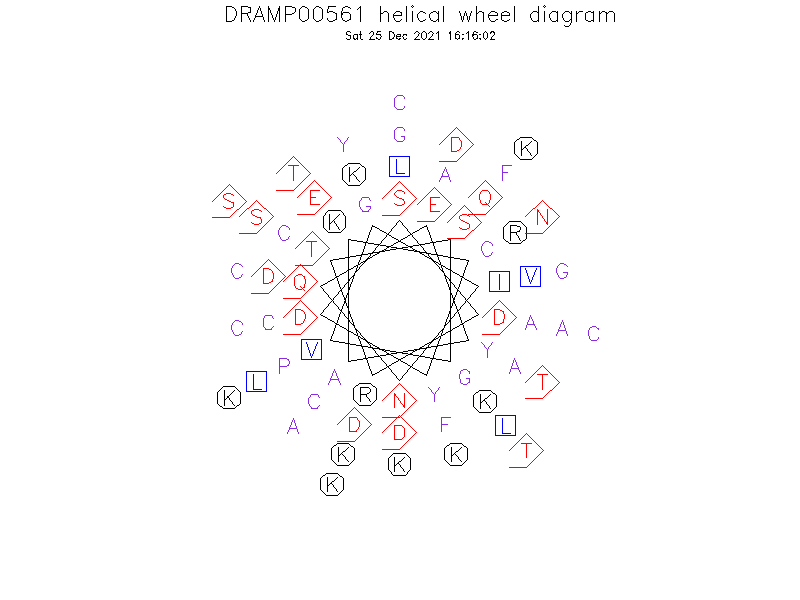 DRAMP00561 helical wheel diagram
Sat 25 Dec 2021 16:16:02
C
G
Y D K
L
K T A F
E Q
S G S E N
S K S R
C
T C
C D Q I V G
D D
C C A A C
V Y
P A
L A G T
K R K
C N Y
A D F L
D
K K K T
K